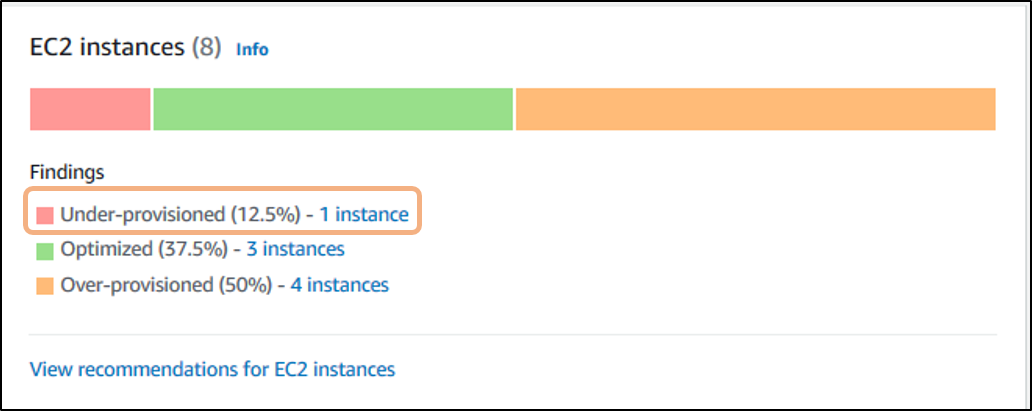 EC2 instances (8) Info
Findings
Under-provisioned (12.5%) - 1 instance
Optimized (37.5%) - 3 instances
Over-provisioned (50%) - 4 instances
View recommendations for EC2 instances